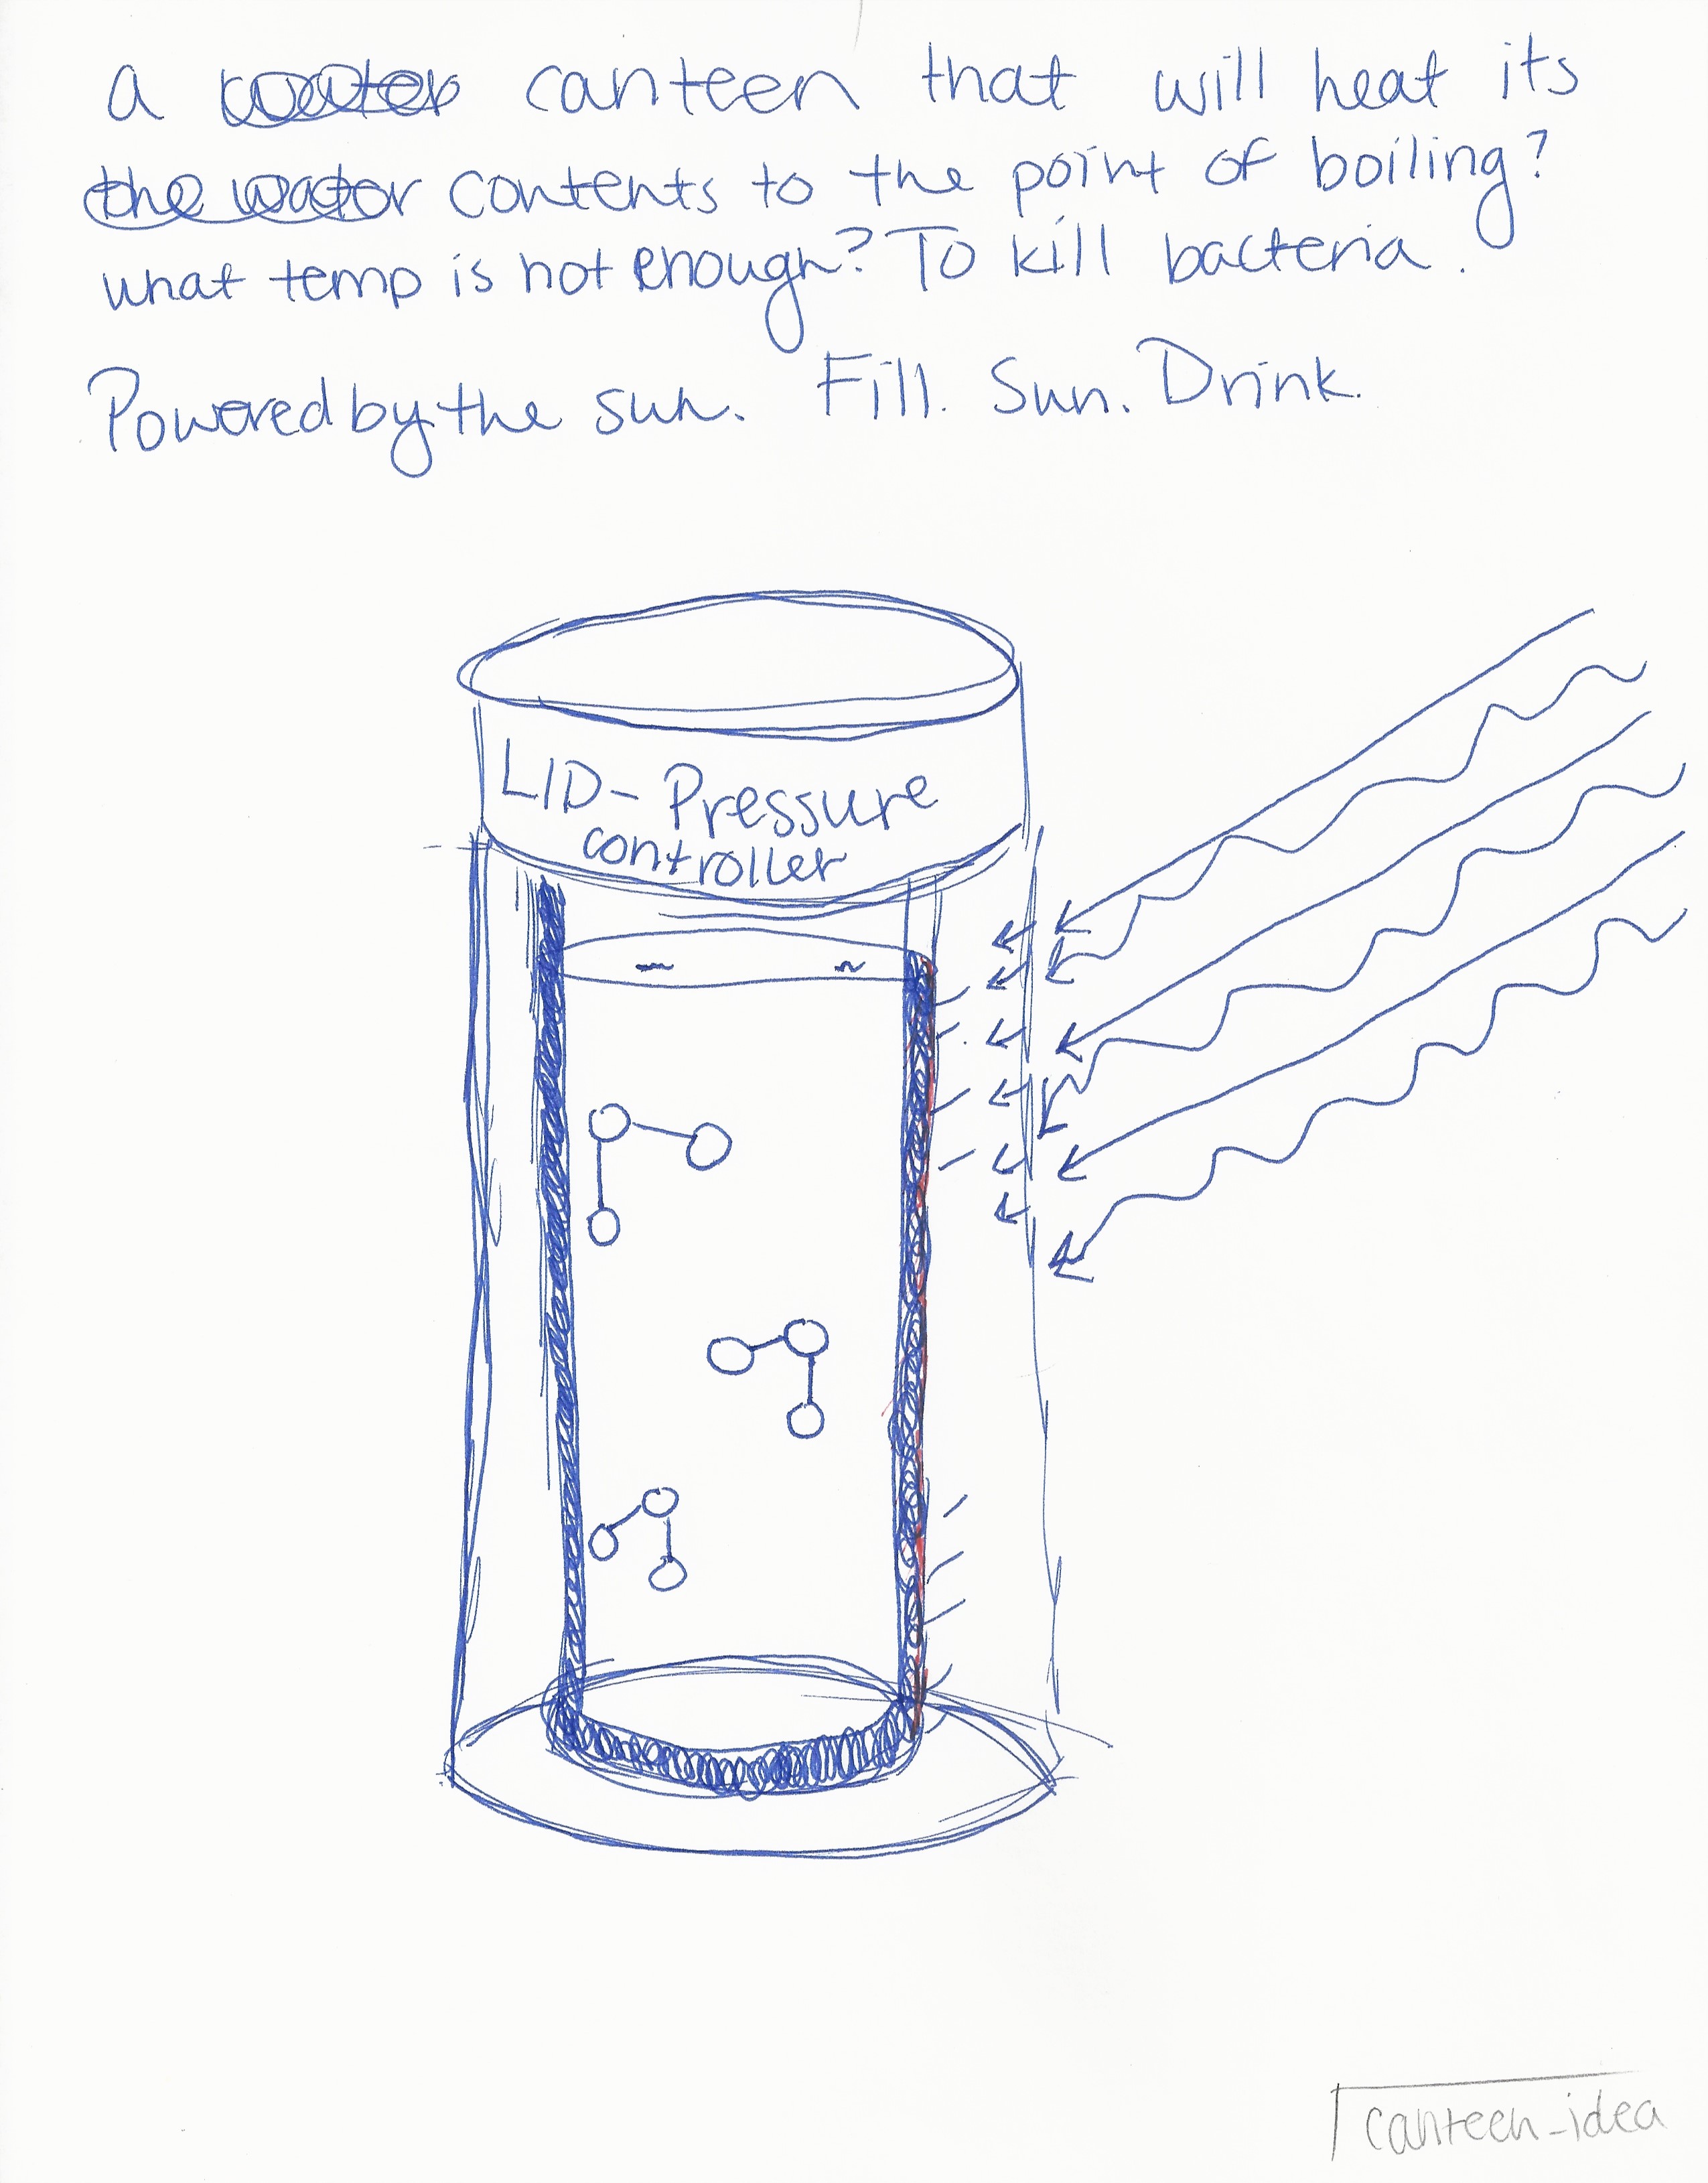 a water canteen that will heat its
the water contents to the point of boiling?
what temp is not enough? To kill bacteria.
Powered by the sun. Fill. Sun. Drink.
LID - Pressure
controller
canteen_idea